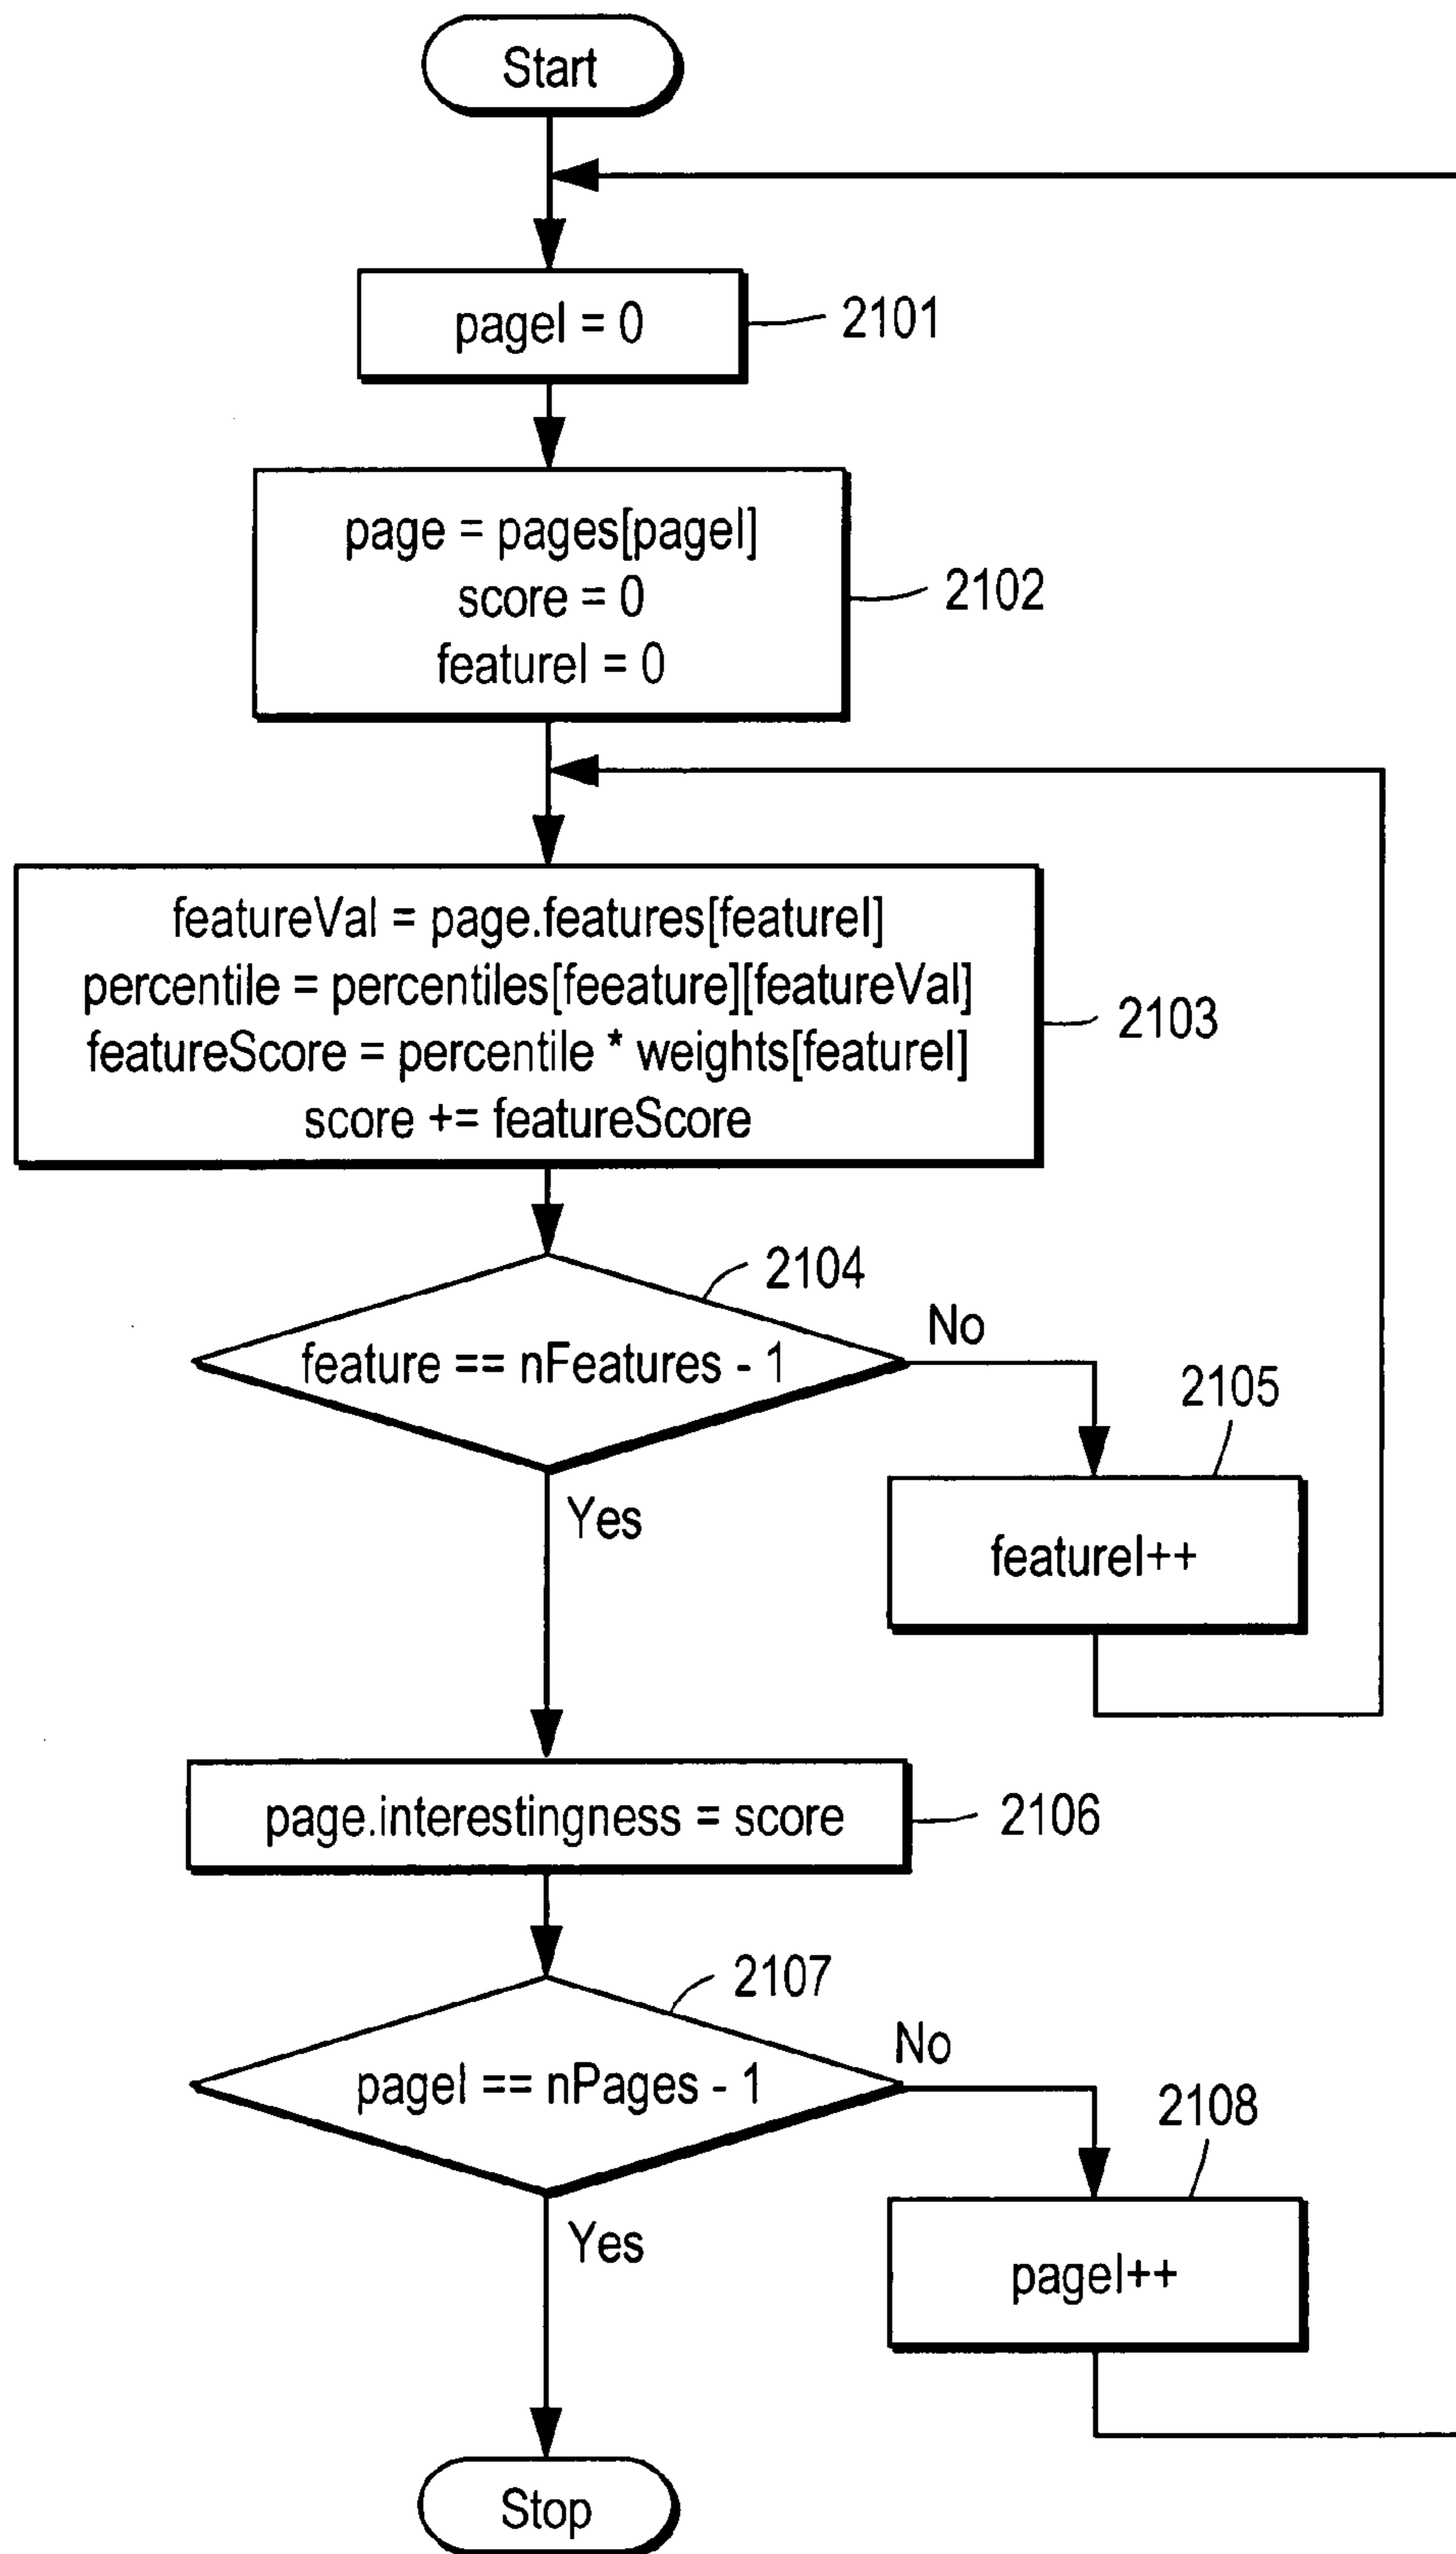 Start
pageI = 0
2101
page = pages[pageI]
score = 0
featureI = 0
2102
featureVal = page.features[featureI]
percentile = percentiles[feeature][featureVal]
featureScore = percentile * weights[featureI]
score += featureScore
2103
2104
feature == nFeatures - 1
No
2105
Yes
featureI++
page.interestingness = score
2106
2107
pageI == nPages - 1
No
2108
Yes
pageI++
Stop